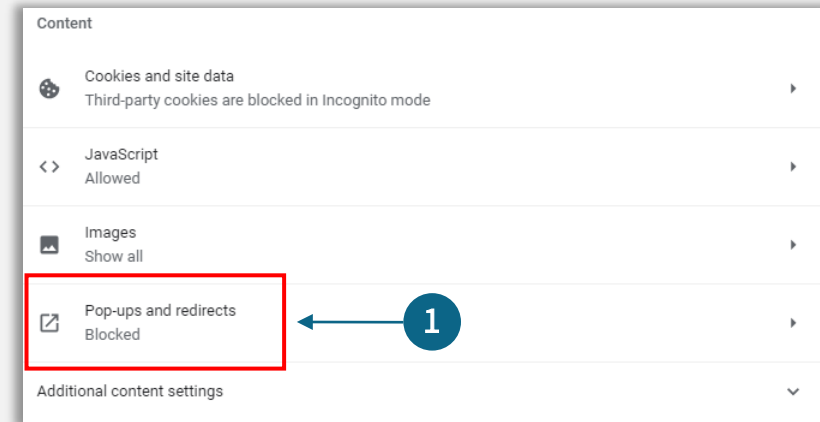 Content
Cookies and site data
Third-party cookies are blocked in Incognito mode
JavaScript
Allowed
Images
Show all
Pop-ups and redirects
Blocked
1
Additional content settings